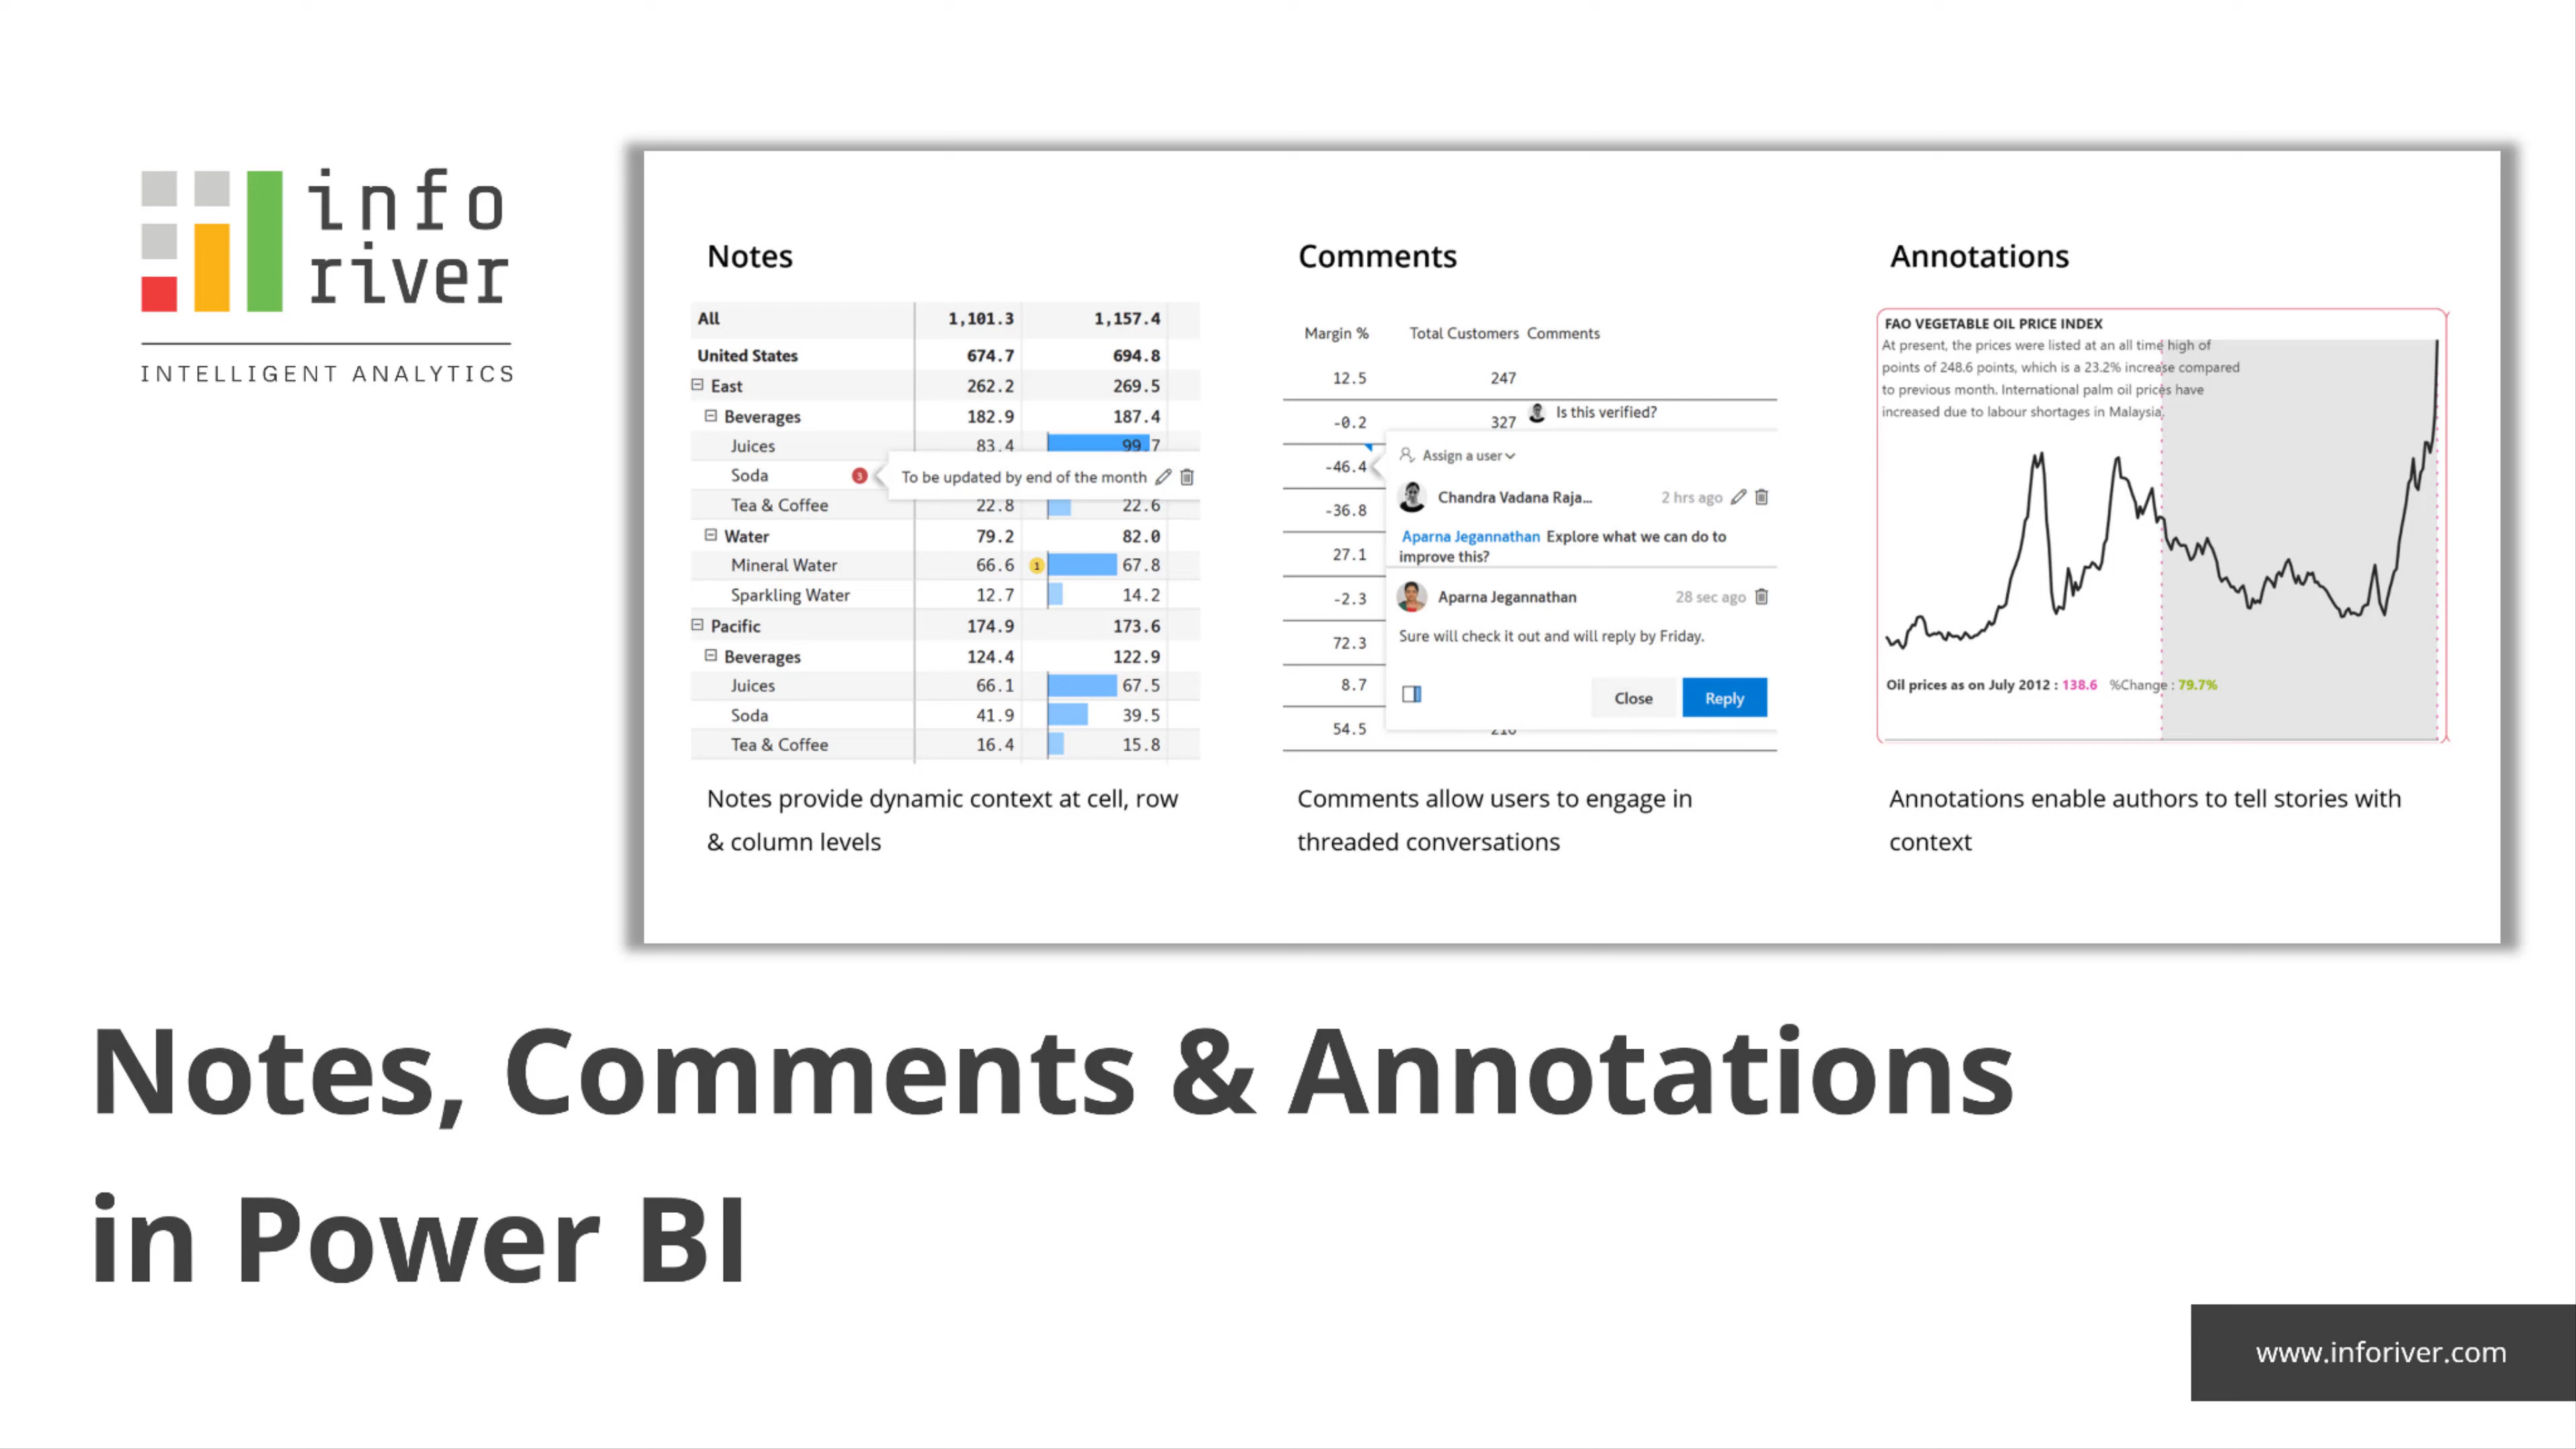 info
river
INTELLIGENT ANALYTICS
Notes
All 1,101.3 1,157.4
United States 674.7 694.8
East 262.2 269.5
Beverages 182.9 187.4
Juices 83.4 99.7
Soda 3 To be updated by end of the month
Tea & Coffee 22.8 22.6
Water 79.2 82.0
Mineral Water 66.6 1 67.8
Sparkling Water 12.7 14.2
Pacific 174.9 173.6
Beverages 124.4 122.9
Juices 66.1 67.5
Soda 41.9 39.5
Tea & Coffee 16.4 15.8
Notes provide dynamic context at cell, row
& column levels
Comments
Margin % Total Customers Comments
12.5 247
-0.2 327 Is this verified?
-46.4
-36.8
27.1
-2.3
72.3
8.7
54.5
Assign a user
Chandra Vadana Raja... 2 hrs ago
Aparna Jegannathan Explore what we can do to
improve this?
Aparna Jegannathan 28 sec ago
Sure will check it out and will reply by Friday.
Close Reply
Comments allow users to engage in
threaded conversations
Annotations
FAO VEGETABLE OIL PRICE INDEX
At present, the prices were listed at an all time high of
points of 248.6 points, which is a 23.2% increase compared
to previous month. International palm oil prices have
increased due to labour shortages in Malaysia.
Oil prices as on July 2012 : 138.6 %Change : 79.7%
Annotations enable authors to tell stories with
context
Notes, Comments & Annotations
in Power BI
www.inforiver.com